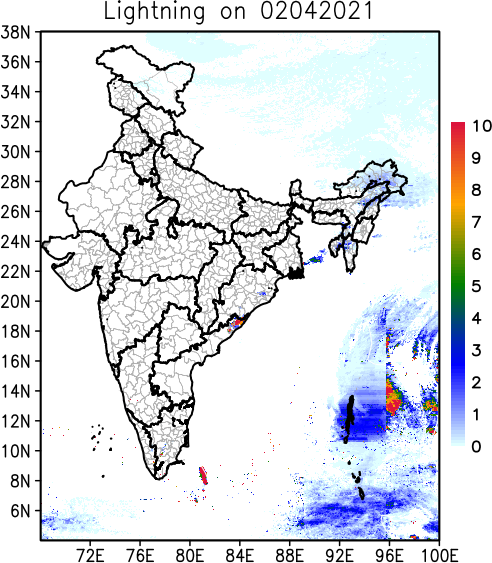 Lightning on 02042021
38N
36N
34N
32N
30N
28N
26N
24N
22N
20N
18N
16N
14N
12N
10N
8N
6N
72E 76E 80E 84E 88E 92E 96E 100E
10
9
8
7
6
5
4
3
2
1
0